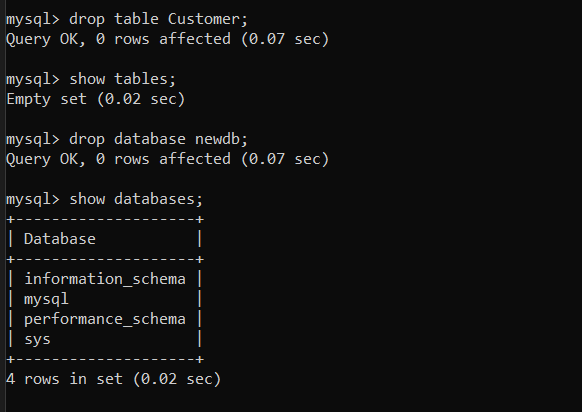 mysql> drop table Customer;
Query OK, 0 rows affected (0.07 sec)

mysql> show tables;
Empty set (0.02 sec)

mysql> drop database newdb;
Query OK, 0 rows affected (0.07 sec)

mysql> show databases;
+--------------------+
| Database           |
+--------------------+
| information_schema |
| mysql              |
| performance_schema |
| sys                |
+--------------------+
4 rows in set (0.02 sec)